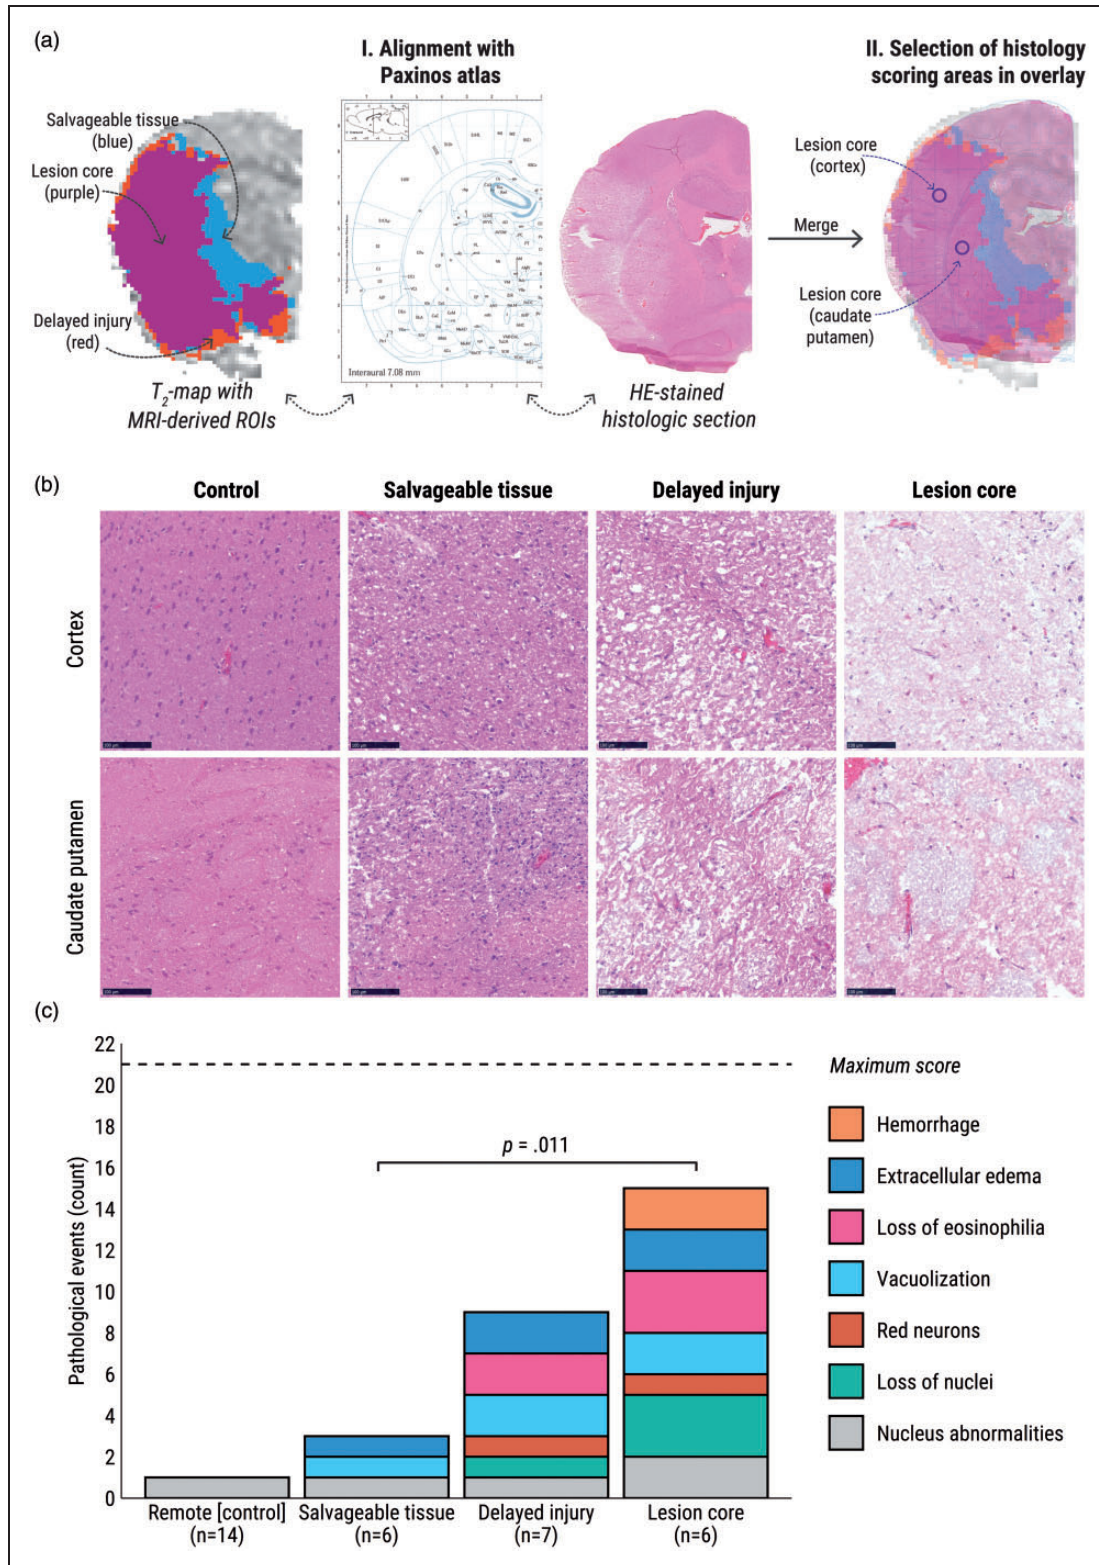 (a)
I. Alignment with
Paxinos atlas
II. Selection of histology
scoring areas in overlay
Salvageable tissue
(blue)
Lesion core
(purple)
Delayed injury
(red)
Interaural 7.08 mm
Merge
Lesion core
(cortex)
Lesion core
(caudate
putamen)
T2-map with
MRI-derived ROIs
HE-stained
histologic section
(b)
Control
Salvageable tissue
Delayed injury
Lesion core
Cortex
Caudate putamen
(c)
Pathological events (count)
22
20
18
16
14
12
10
8
6
4
2
0
p = .011
Remote [control]
(n=14)
Salvageable tissue
(n=6)
Delayed injury
(n=7)
Lesion core
(n=6)
Maximum score
Hemorrhage
Extracellular edema
Loss of eosinophilia
Vacuolization
Red neurons
Loss of nuclei
Nucleus abnormalities